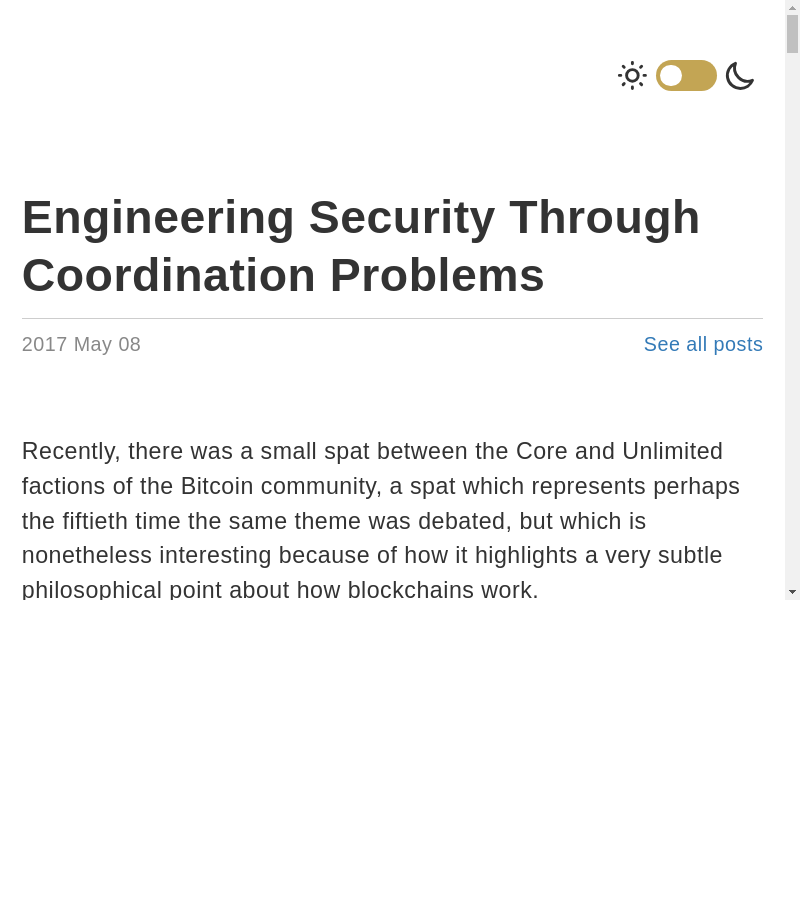 Engineering Security Through
Coordination Problems
2017 May 08
See all posts
Recently, there was a small spat between the Core and Unlimited
factions of the Bitcoin community, a spat which represents perhaps
the fiftieth time the same theme was debated, but which is
nonetheless interesting because of how it highlights a very subtle
philosophical point about how blockchains work.